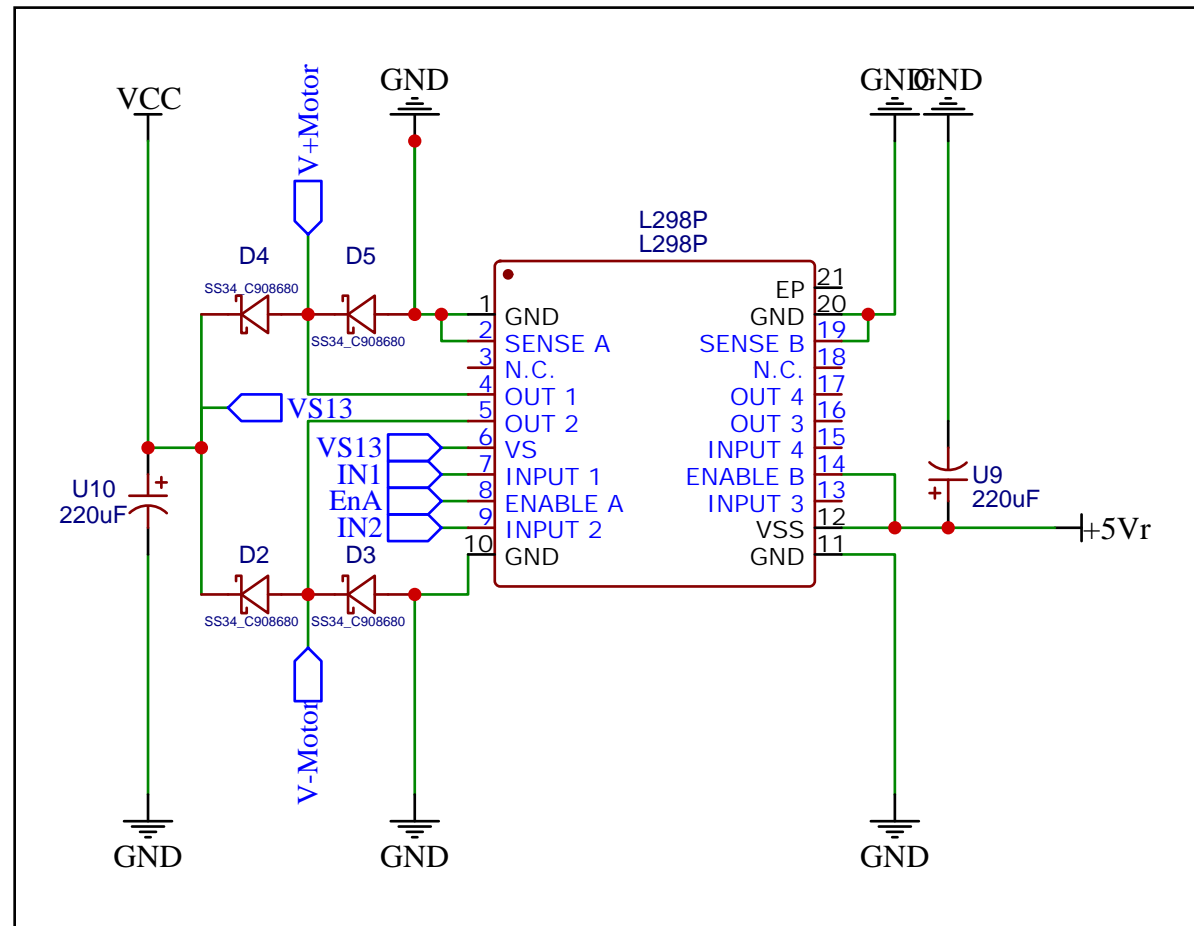 VCC
V+Motor
GND
GND
GND
L298P
L298P
D4
SS34_C908680
D5
SS34_C908680
1 GND
2 SENSE A
3 N.C.
4 OUT 1
5 OUT 2
6 VS
7 INPUT 1
8 ENABLE A
9 INPUT 2
10 GND
EP 21
GND 20
SENSE B 19
N.C. 18
OUT 4 17
OUT 3 16
INPUT 4 15
ENABLE B 14
INPUT 3 13
VSS 12
GND 11
VS13
VS13
IN1
EnA
IN2
U10
+
220uF
U9
+
220uF
+5Vr
D2
SS34_C908680
D3
SS34_C908680
V-Motor
GND
GND
GND